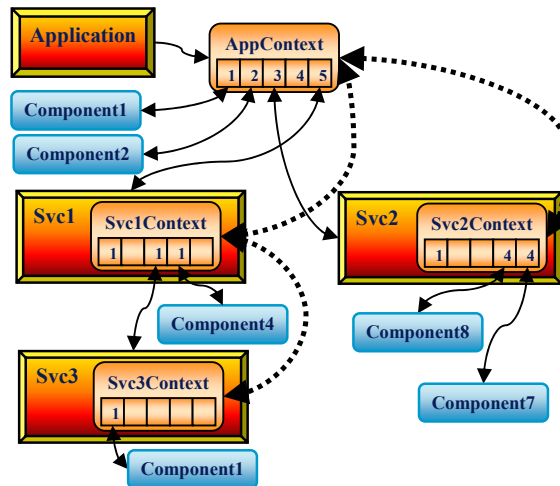 Application
AppContext
1 2 3 4 5
Component1
Component2
Svc1
Svc1Context
1 1 1
Svc2
Svc2Context
1 4 4
Component4
Component8
Svc3
Svc3Context
1
Component7
Component1